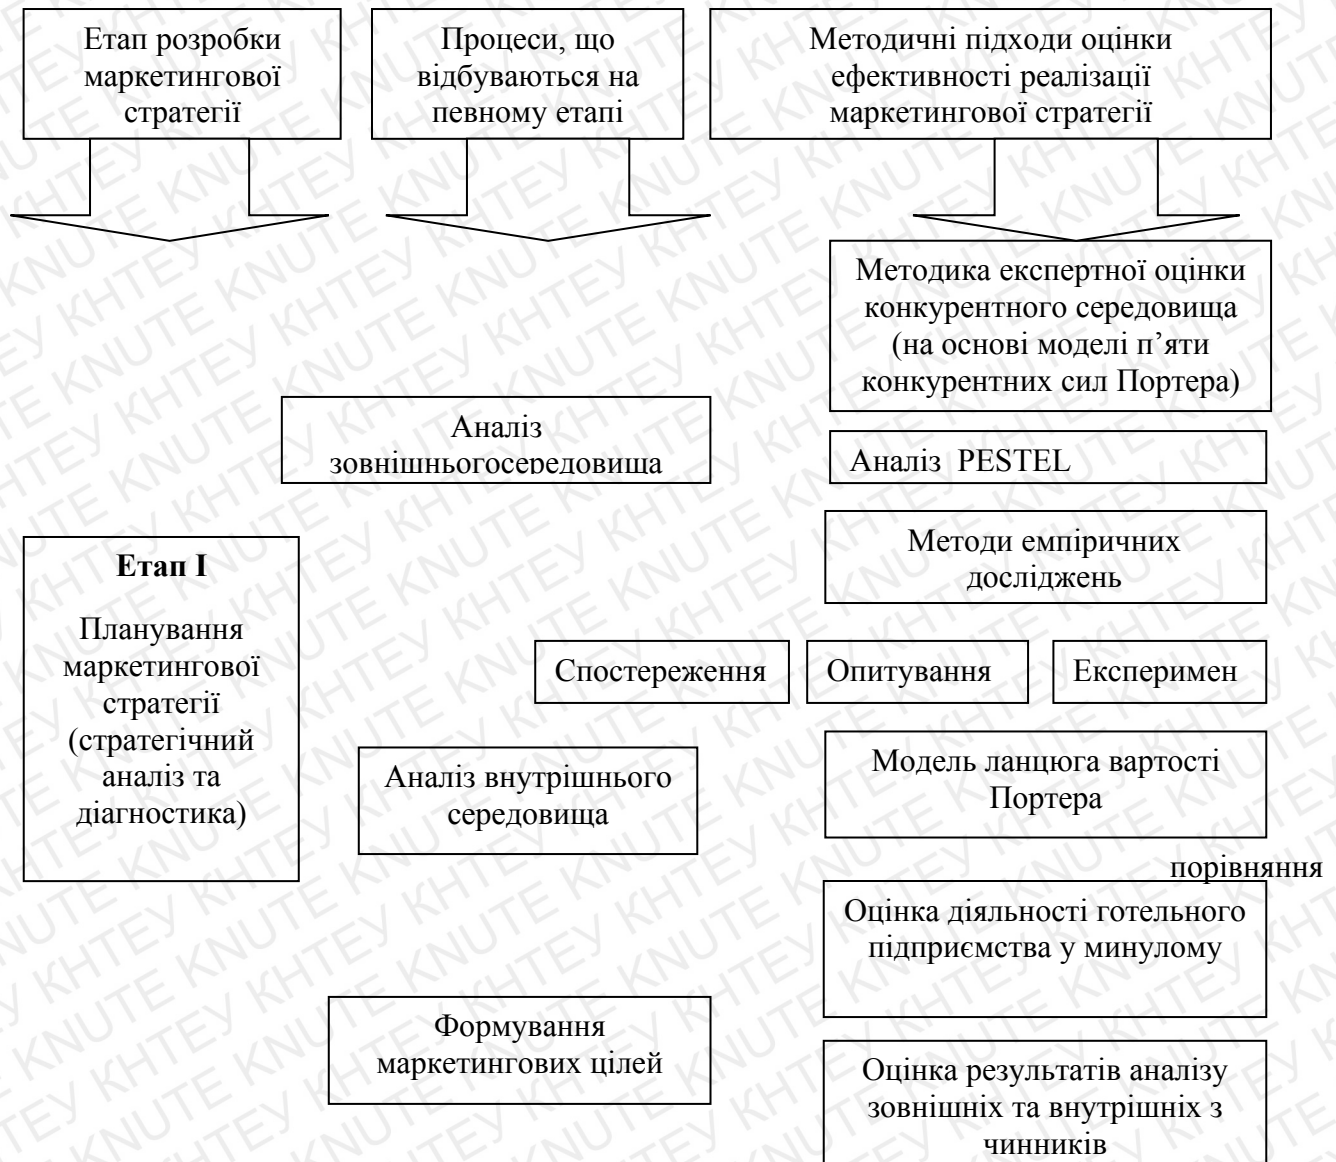 Етап розробки
маркетингової
стратегії
Процеси, що
відбуваються на
певному етапі
Методичні підходи оцінки
ефективності реалізації
маркетингової стратегії
Методика експертної оцінки
конкурентного середовища
(на основі моделі п’яти
конкурентних сил Портера)
Аналіз
зовнішньогосередовища
Аналіз PESTEL
Методи емпіричних
досліджень
Етап І
Планування
маркетингової
стратегії
(стратегічний
аналіз та
діагностика)
Спостереження
Опитування
Експеримен
Аналіз внутрішнього
середовища
Модель ланцюга вартості
Портера
порівняння
Оцінка діяльності готельного
підприємства у минулому
Формування
маркетингових цілей
Оцінка результатів аналізу
зовнішніх та внутрішніх з
чинників